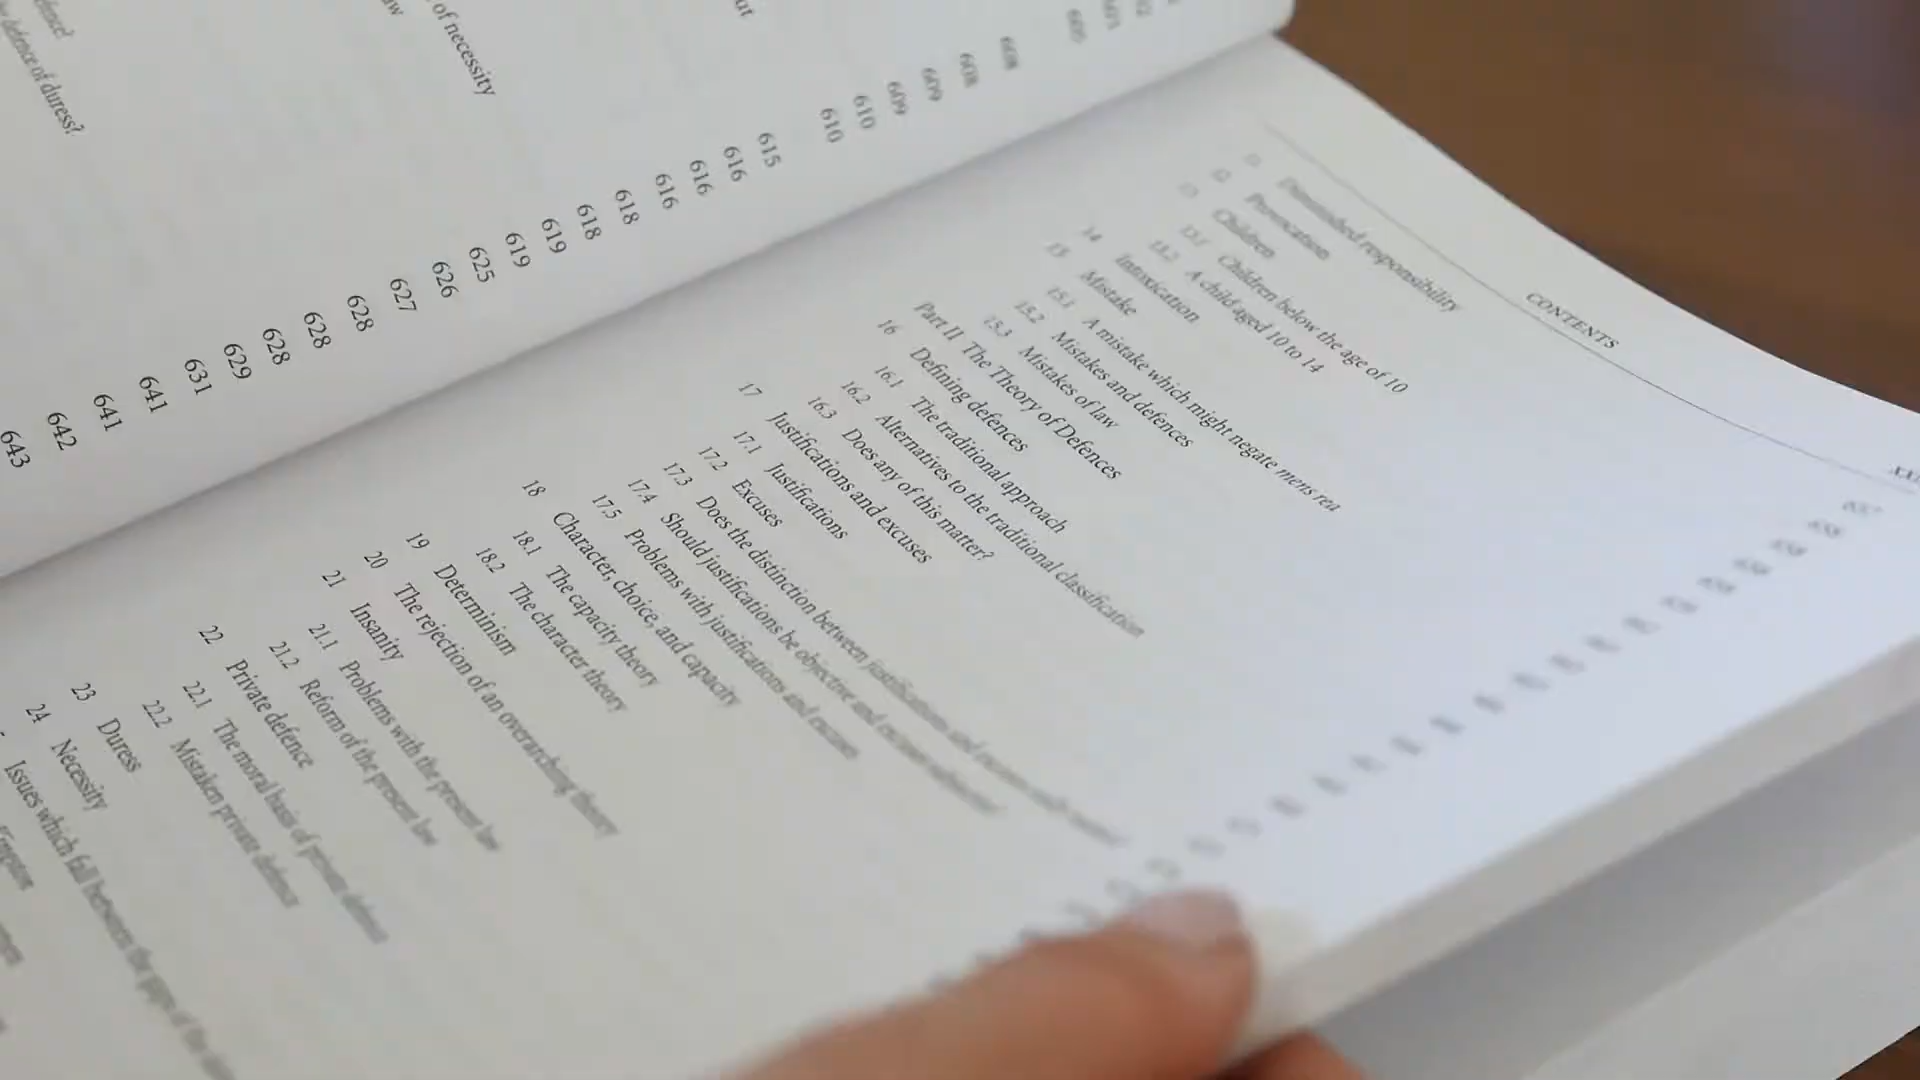 dence?
defence of duress?
of necessity
605
608
608
609
609
610
610
615
616
616
616
618
618
619
619
625
626
627
628
628
628
629
631
641
641
642
643
CONTENTS
Diminished responsibility
Provocation
Children
13.1 Children below the age of 10
13.2 A child aged 10 to 14
14 Intoxication
15 Mistake
15.1 A mistake which might negate mens rea
15.2 Mistakes and defences
15.3 Mistakes of law
Part II The Theory of Defences
16 Defining defences
16.1 The traditional approach
16.2 Alternatives to the traditional classification
16.3 Does any of this matter?
17 Justifications and excuses
17.1 Justifications
17.2 Excuses
17.3 Does the distinction between justifications and excuses really matter?
17.4 Should justifications be objective and excuses subjective?
17.5 Problems with justifications and excuses
18 Character, choice, and capacity
18.1 The capacity theory
18.2 The character theory
19 Determinism
20 The rejection of an overarching theory
21 Insanity
21.1 Problems with the present law
21.2 Reform of the present law
22 Private defence
22.1 The moral basis of private defence
22.2 Mistaken private defence
23 Duress
24 Necessity
Issues which fall between the gaps of the